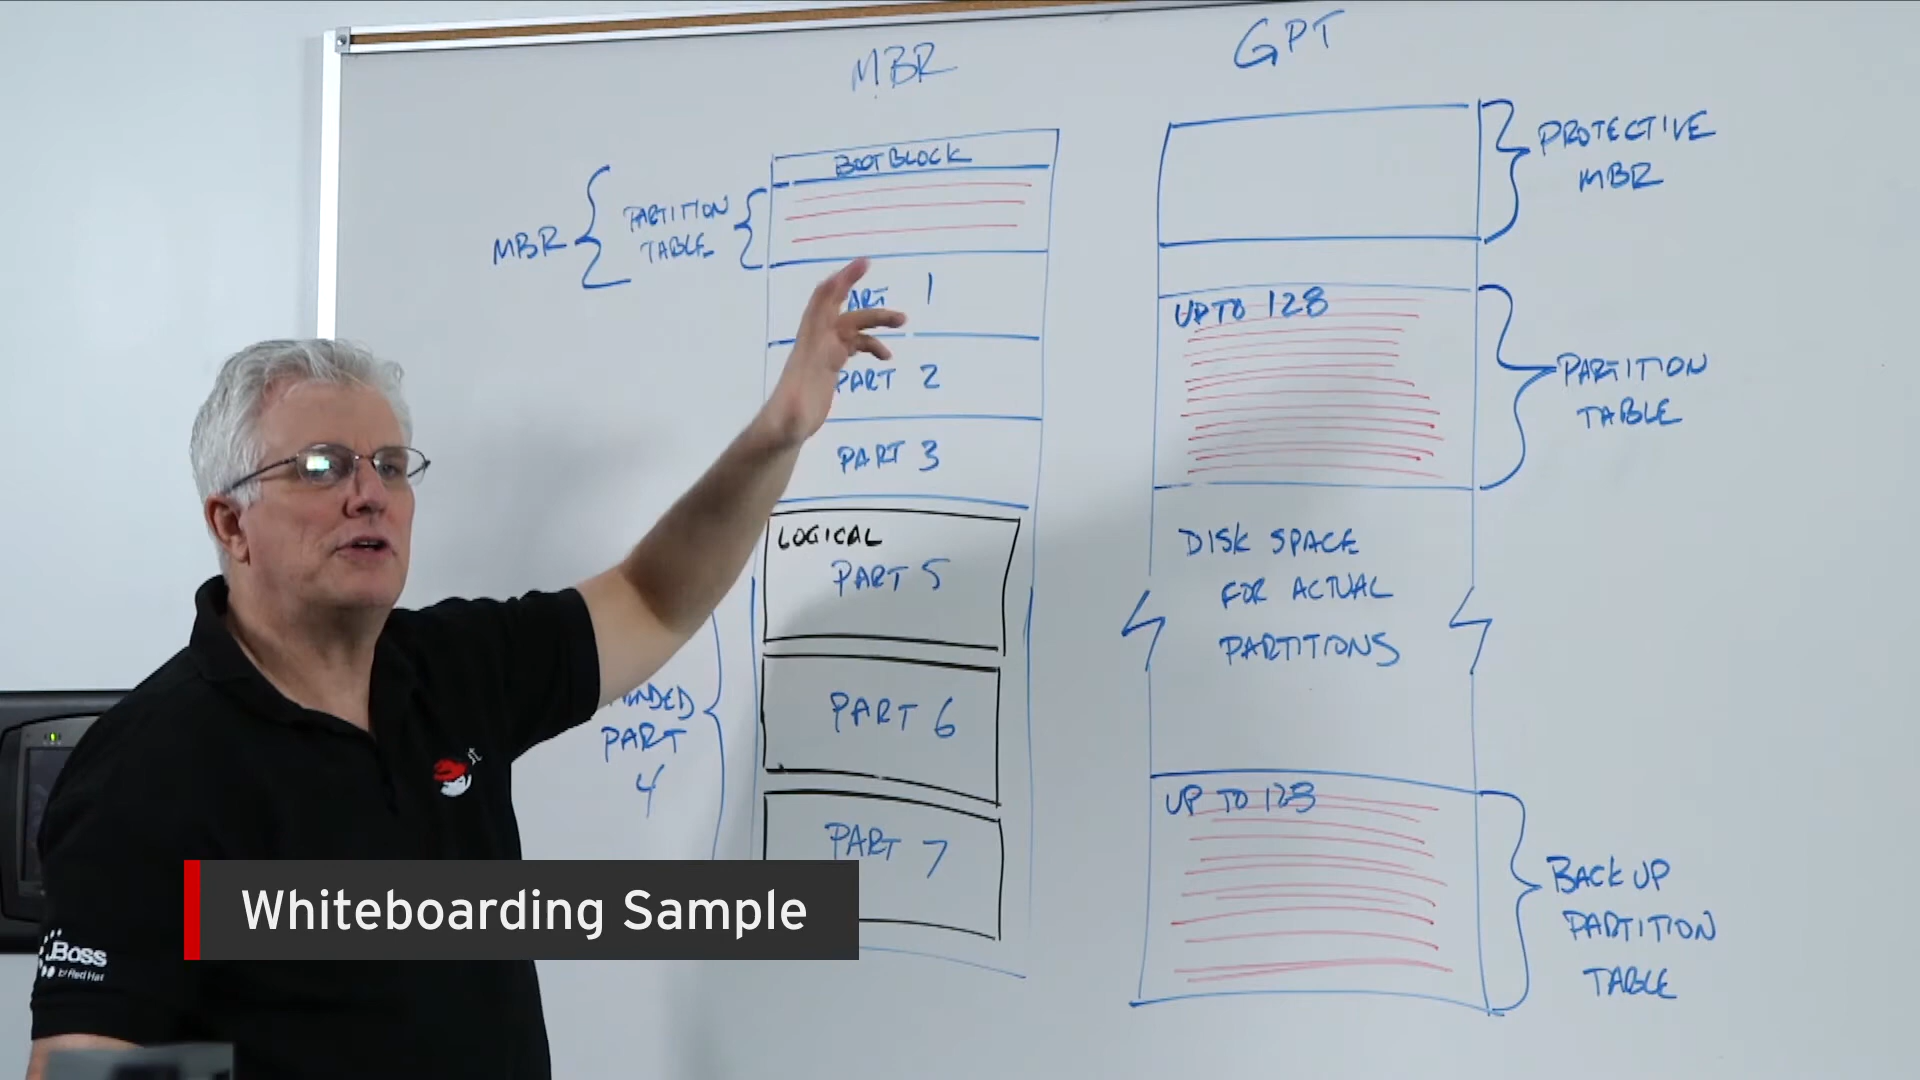 MBR
GPT
BOOT BLOCK
MBR
PARTITION
TABLE
PART 1
PART 2
PART 3
LOGICAL
PART 5
PART 6
PART 7
PART
4
PROTECTIVE
MBR
UP TO 128
PARTITION
TABLE
DISK SPACE
FOR ACTUAL
PARTITIONS
UP TO 128
BACKUP
PARTITION
TABLE
JBoss
by Red Hat
Whiteboarding Sample